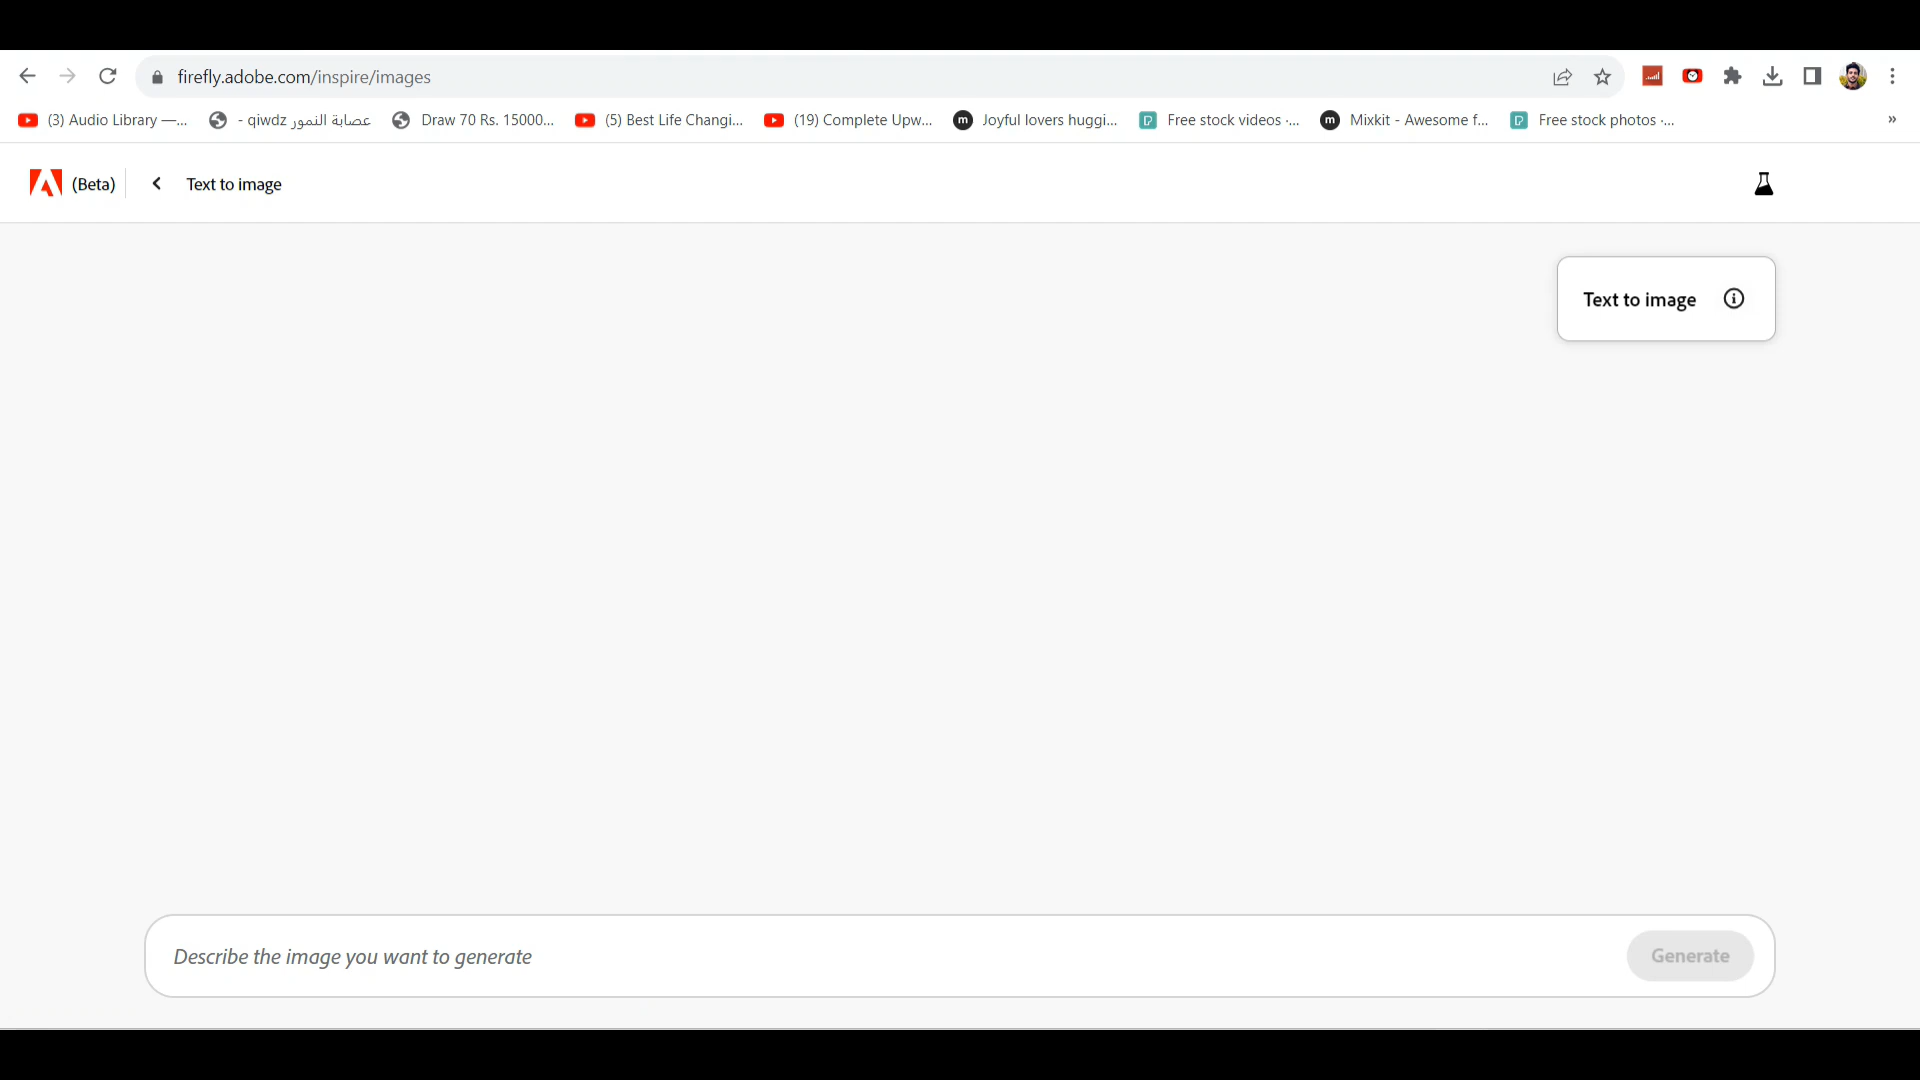 firefly.adobe.com/inspire/images
(3) Audio Library —... - qiwdz عصابة النمور Draw 70 Rs. 15000... (5) Best Life Changi... (19) Complete Upw... m Joyful lovers huggi... Free stock videos ·... m Mixkit - Awesome f... Free stock photos ·... »
(Beta) Text to image
Text to image
Describe the image you want to generate Generate